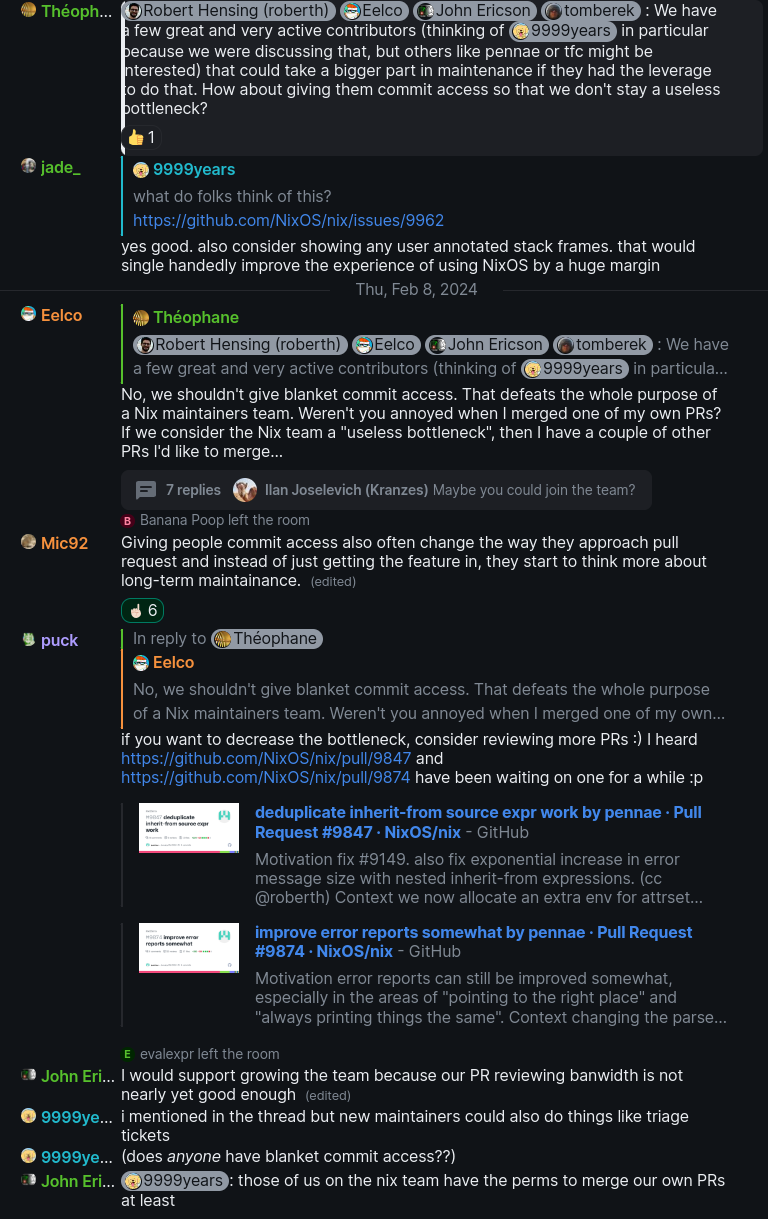 Théoph... Robert Hensing (roberth) Eelco John Ericson tomberek : We have
a few great and very active contributors (thinking of 9999years in particular
because we were discussing that, but others like pennae or tfc might be
interested) that could take a bigger part in maintenance if they had the leverage
to do that. How about giving them commit access so that we don't stay a useless
bottleneck?
👍 1
jade_ 9999years
what do folks think of this?
https://github.com/NixOS/nix/issues/9962
yes good. also consider showing any user annotated stack frames. that would
single handedly improve the experience of using NixOS by a huge margin
Thu, Feb 8, 2024
Eelco Théophane
Robert Hensing (roberth) Eelco John Ericson tomberek : We have
a few great and very active contributors (thinking of 9999years in particula...
No, we shouldn't give blanket commit access. That defeats the whole purpose of
a Nix maintainers team. Weren't you annoyed when I merged one of my own PRs?
If we consider the Nix team a "useless bottleneck", then I have a couple of other
PRs I'd like to merge...
7 replies Ilan Joselevich (Kranzes) Maybe you could join the team?
B Banana Poop left the room
Mic92 Giving people commit access also often change the way they approach pull
request and instead of just getting the feature in, they start to think more about
long-term maintainance. (edited)
☝🏻 6
puck In reply to Théophane
Eelco
No, we shouldn't give blanket commit access. That defeats the whole purpose
of a Nix maintainers team. Weren't you annoyed when I merged one of my own...
if you want to decrease the bottleneck, consider reviewing more PRs :) I heard
https://github.com/NixOS/nix/pull/9847 and
https://github.com/NixOS/nix/pull/9874 have been waiting on one for a while :p
deduplicate inherit-from source expr work by pennae · Pull
Request #9847 · NixOS/nix - GitHub
Motivation fix #9149. also fix exponential increase in error
message size with nested inherit-from expressions. (cc
@roberth) Context we now allocate an extra env for attrset...
deduplicate
inherit-from source expr
work
improve error reports somewhat by pennae · Pull Request
#9874 · NixOS/nix - GitHub
Motivation error reports can still be improved somewhat,
especially in the areas of "pointing to the right place" and
"always printing things the same". Context changing the parse...
improve error
reports somewhat
E evalexpr left the room
John Eri... I would support growing the team because our PR reviewing banwidth is not
nearly yet good enough (edited)
9999ye... i mentioned in the thread but new maintainers could also do things like triage
tickets
9999ye... (does anyone have blanket commit access??)
John Eri... 9999years : those of us on the nix team have the perms to merge our own PRs
at least